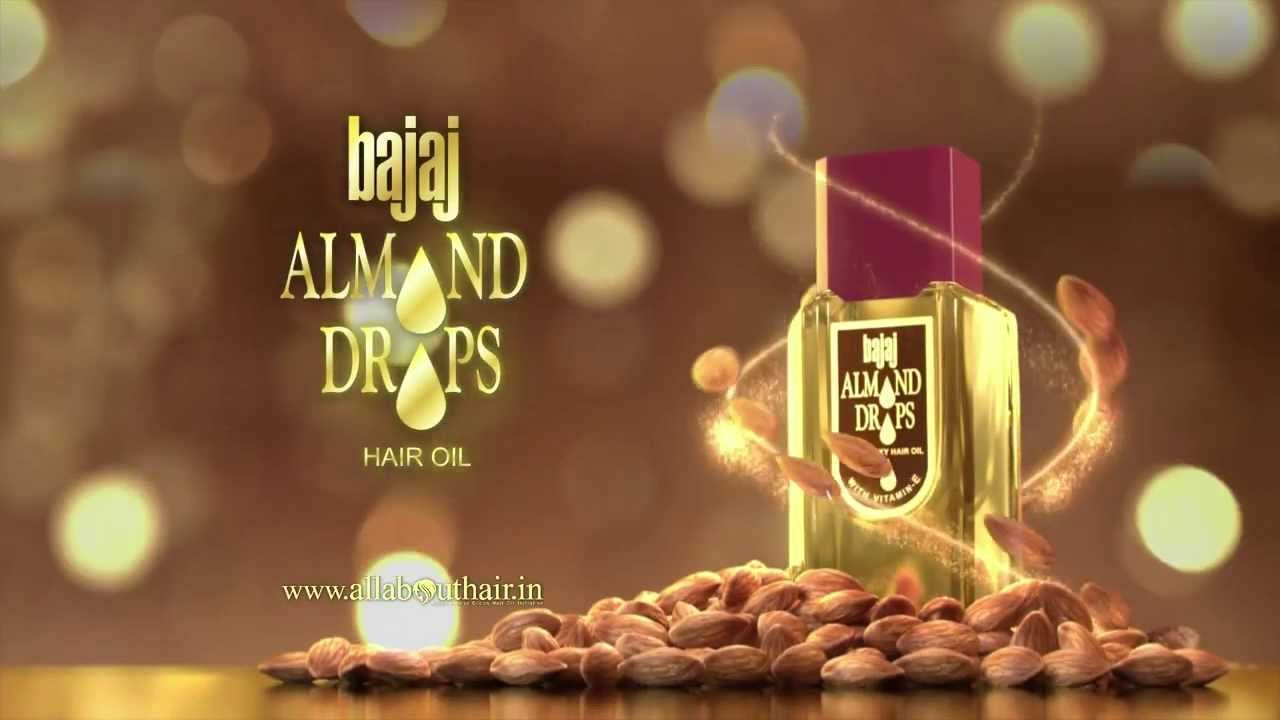 bajaj
ALMOND
DROPS
HAIR OIL
www.allabouthair.in
bajaj
ALMOND
DROPS
HAIR OIL
WITH VITAMIN-E